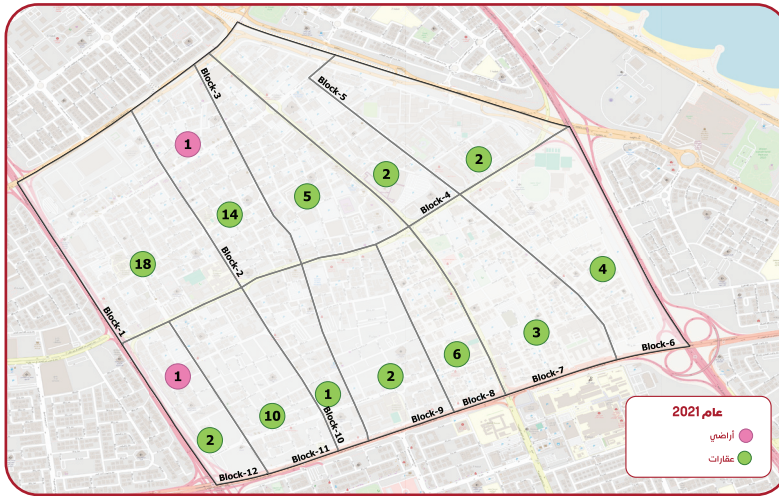 Block-3
Block-5
1
2
2
5
14
Block-4
Block-2
18
4
Block-1
3
Block-6
6
1
2
Block-7
1
10
Block-8
Block-9
Block-10
2
Block-11
Block-12
عام 2021
أراضي
عقارات